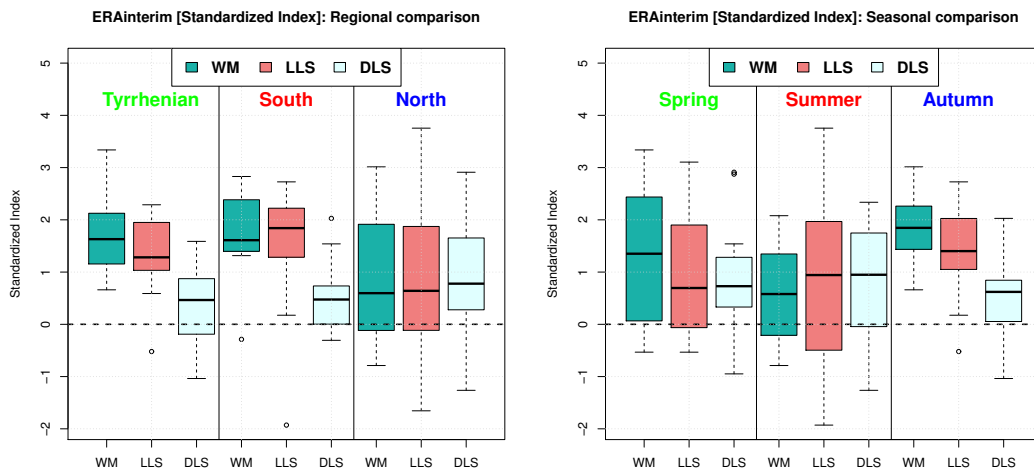 ERAinterim [Standardized Index]: Regional comparison
WM LLS DLS
Tyrrhenian South North
Standardized Index
5
4
3
2
1
0
−1
−2
WM LLS DLS WM LLS DLS WM LLS DLS
ERAinterim [Standardized Index]: Seasonal comparison
WM LLS DLS
Spring Summer Autumn
Standardized Index
5
4
3
2
1
0
−1
−2
WM LLS DLS WM LLS DLS WM LLS DLS